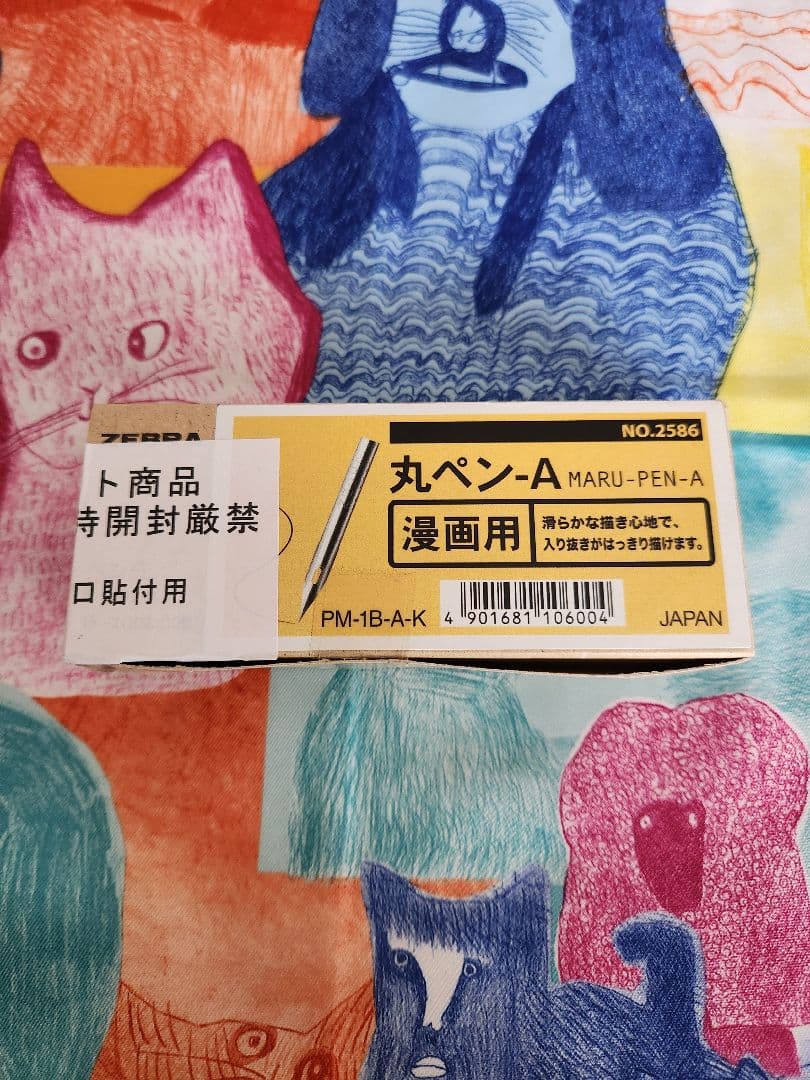 ZEBRA
ト商品
時開封厳禁
口貼付用
NO.2586
丸ペン-A MARU-PEN-A
漫画用
滑らかな描き心地で、
入り抜きがはっきり描けます。
PM-1B-A-K
4 901681 106004
JAPAN